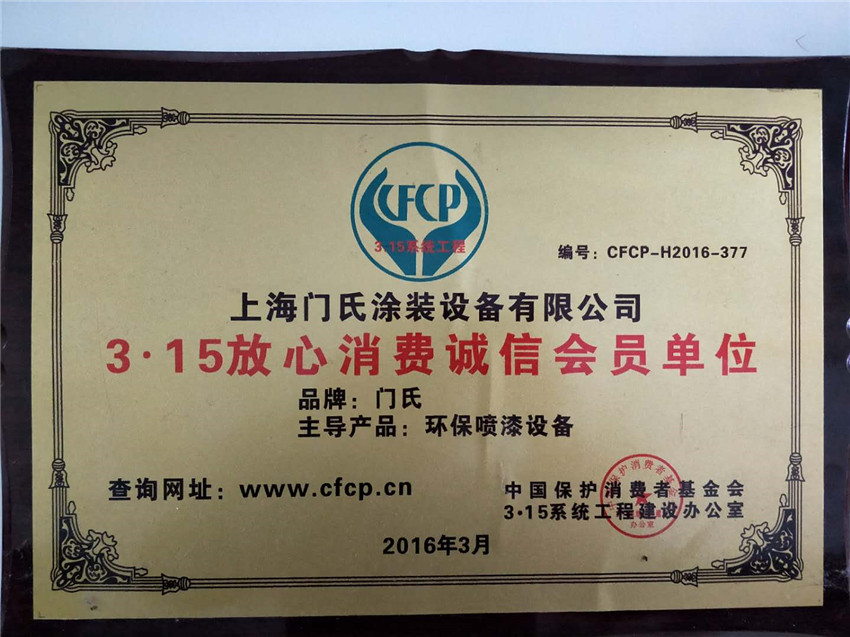 CFCP
3.15系统工程
编号：CFCP-H2016-377
上海门氏涂装设备有限公司
3·15放心消费诚信会员单位
品牌：门氏
主导产品：环保喷漆设备
查询网址：www.cfcp.cn
中国保护消费者基金会
3·15系统工程建设办公室
办公室
2016年3月